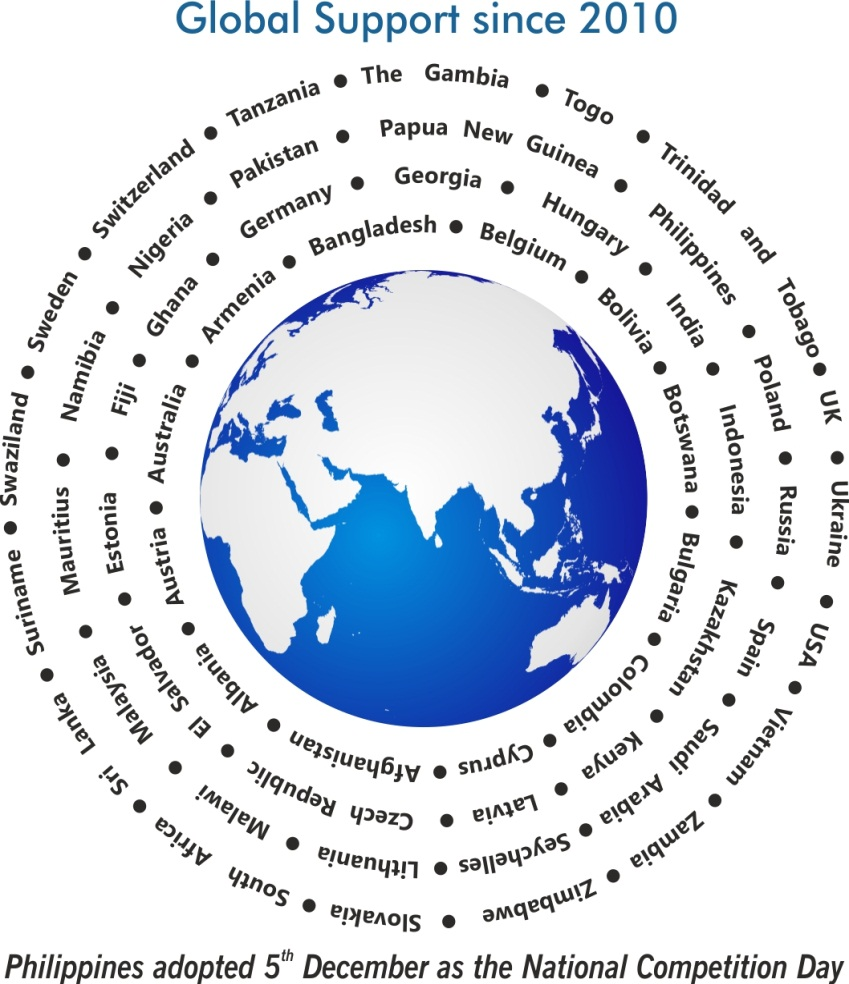 Global Support since 2010
Afghanistan ● Albania ● Austria ● Australia ● Armenia ● Bangladesh ● Belgium ● Bolivia ● Botswana ● Bulgaria ● Colombia ● Cyprus ●
Czech Republic ● El Salvador ● Estonia ● Fiji ● Ghana ● Germany ● Georgia ● Hungary ● India ● Indonesia ● Kazakhstan ● Kenya ● Latvia ●
Lithuania ● Malawi ● Malaysia ● Mauritius ● Namibia ● Nigeria ● Pakistan ● Papua New Guinea ● Philippines ● Poland ● Russia ● Spain ● Saudi Arabia ● Seychelles ●
Slovakia ● South Africa ● Sri Lanka ● Suriname ● Swaziland ● Sweden ● Switzerland ● Tanzania ● The Gambia ● Togo ● Trinidad and Tobago ● UK ● Ukraine ● USA ● Vietnam ● Zambia ● Zimbabwe ●
Philippines adopted 5th December as the National Competition Day